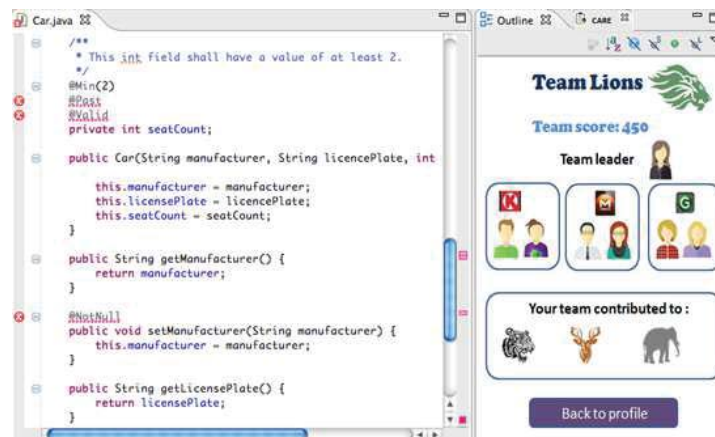 Car.java
Outline
CARE
/**
* This int field shall have a value of at least 2.
*/
@Min(2)
@Past
@Valid
private int seatCount;
public Car(String manufacturer, String licencePlate, int
this.manufacturer = manufacturer;
this.licensePlate = licencePlate;
this.seatCount = seatCount;
}
public String getManufacturer() {
return manufacturer;
}
@NotNull
public void setManufacturer(String manufacturer) {
this.manufacturer = manufacturer;
}
public String getLicensePlate() {
return licensePlate;
}
Team Lions
Team score: 450
Team leader
K
M
G
Your team contributed to :
Back to profile